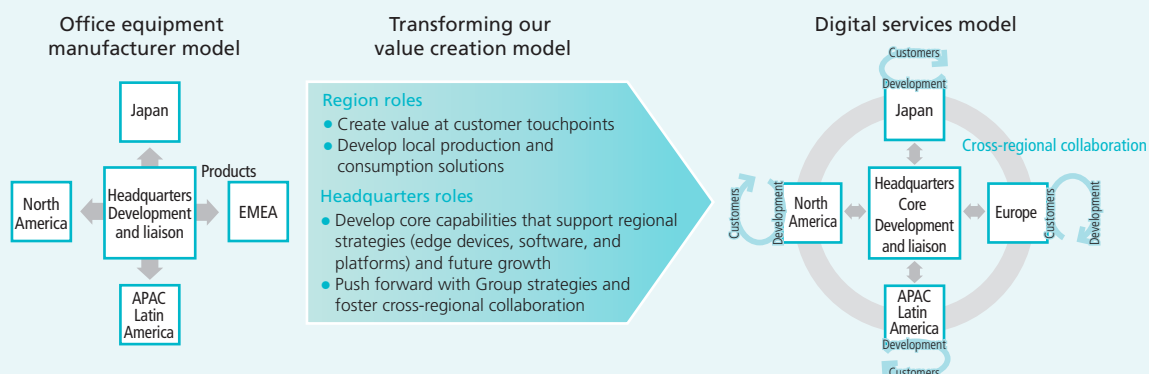 Office equipment
manufacturer model
Japan
Products
North
America
Headquarters
Development
and liaison
EMEA
APAC
Latin
America
Transforming our
value creation model
Region roles
● Create value at customer touchpoints
● Develop local production and
consumption solutions
Headquarters roles
● Develop core capabilities that support regional
strategies (edge devices, software, and
platforms) and future growth
● Push forward with Group strategies and
foster cross-regional collaboration
Digital services model
Customers
Development
Japan
Cross-regional collaboration
Customers
Development
North
America
Headquarters
Core
Development
and liaison
Europe
Customers
Development
APAC
Latin
America
Development
Customers